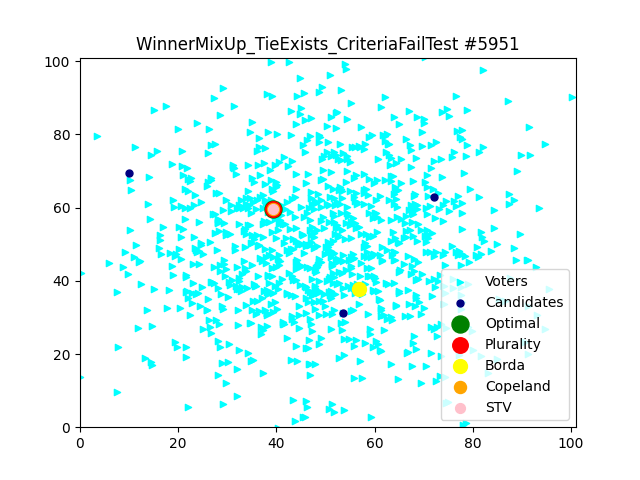 WinnerMixUp_TieExists_CriteriaFailTest #5951
100
80
60
40
20
0
0 20 40 60 80 100
Voters
Candidates
Optimal
Plurality
Borda
Copeland
STV